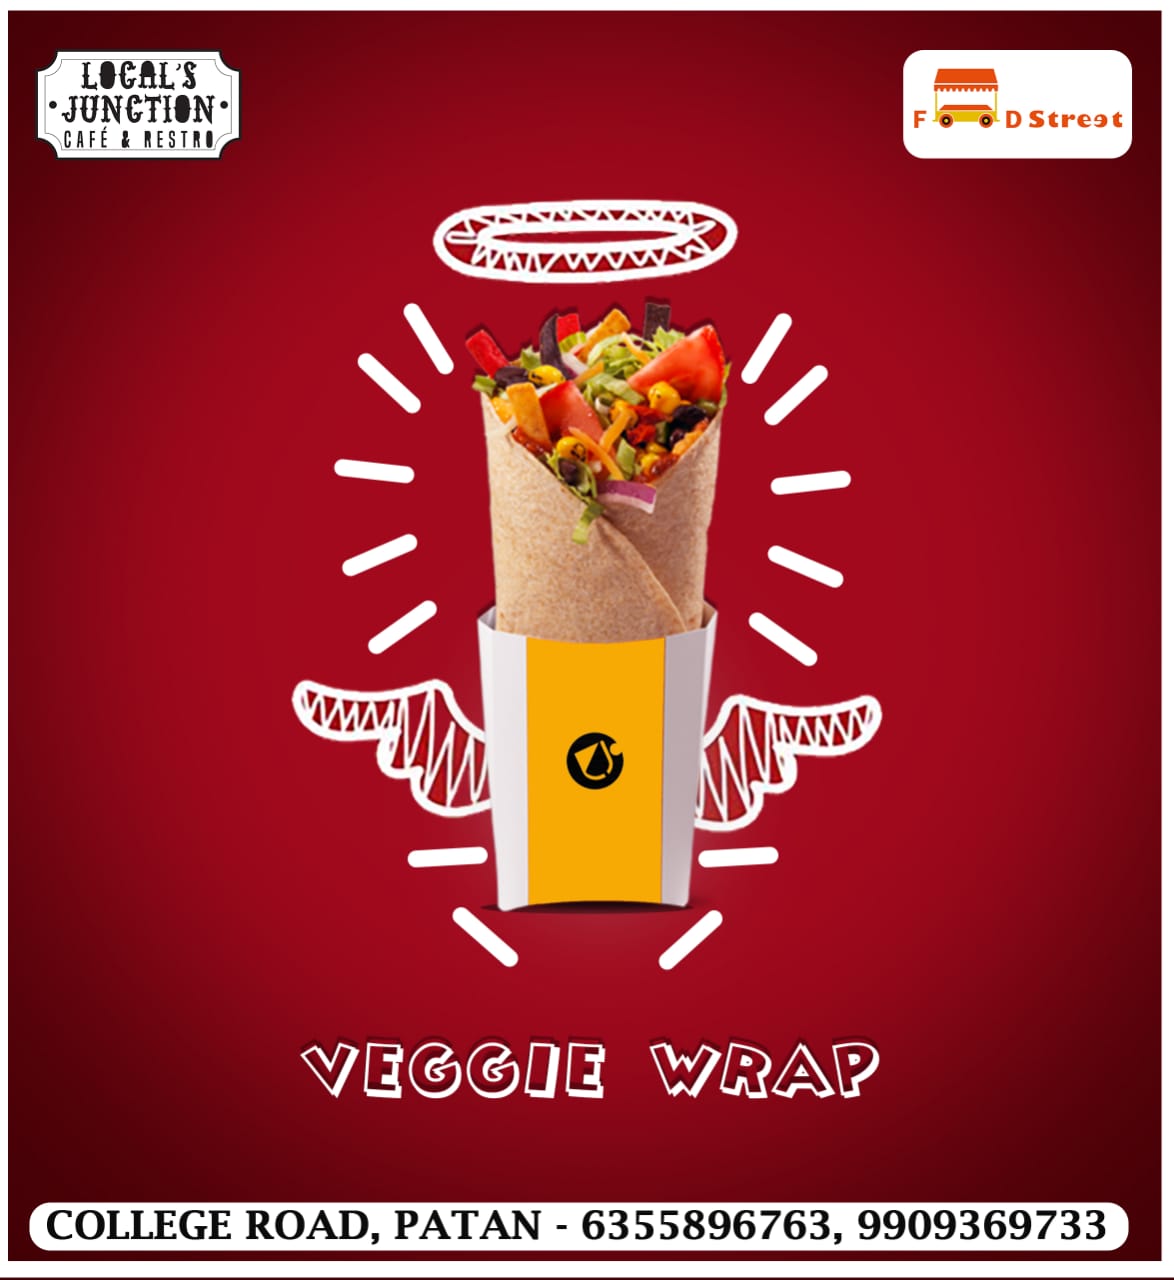 LOCAL'S
JUNCTION
CAFÉ & RESTRO
F D Street
VEGGIE WRAP
COLLEGE ROAD, PATAN - 6355896763, 9909369733